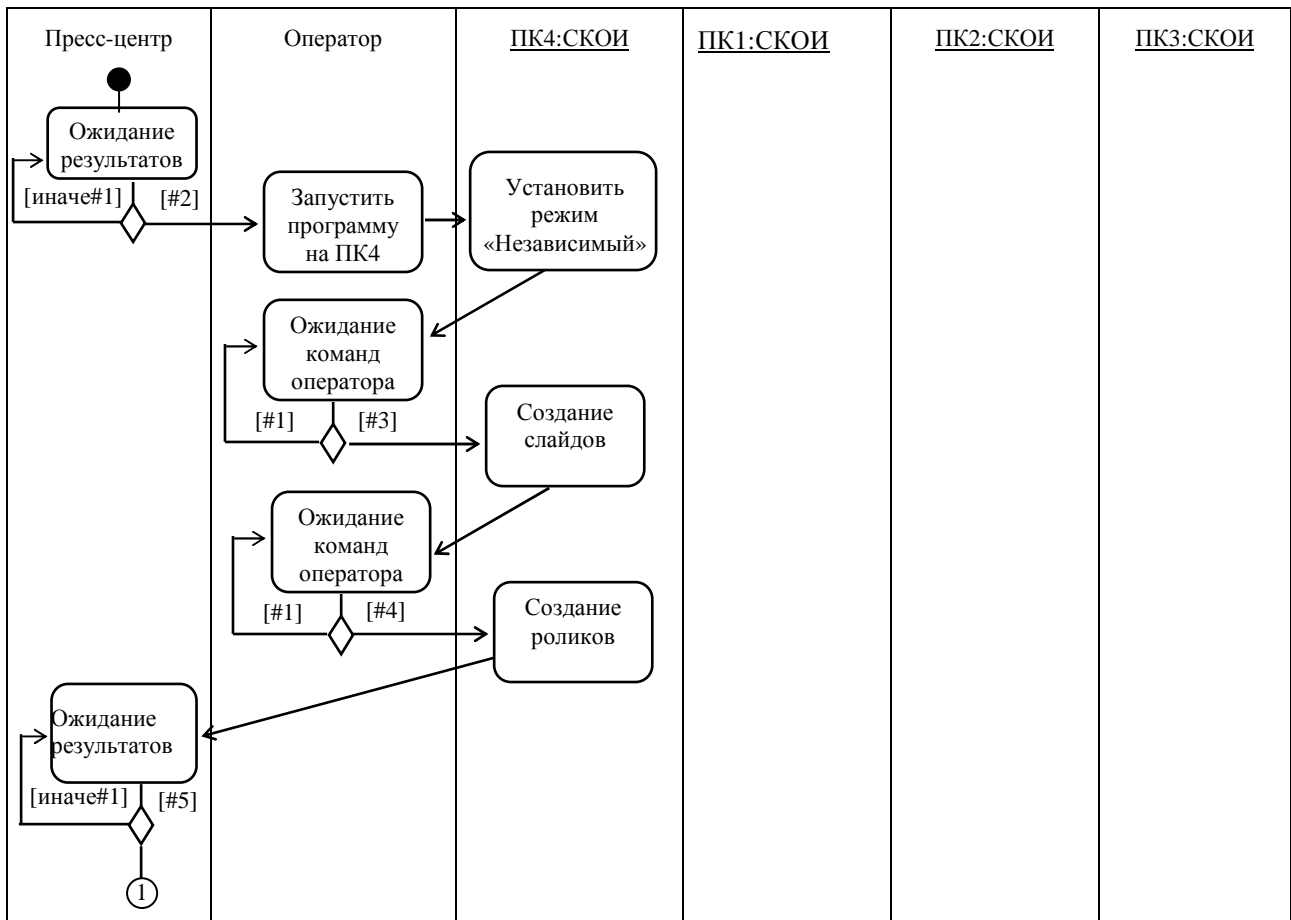 Пресс-центр
Оператор
ПК4:СКОИ
ПК1:СКОИ
ПК2:СКОИ
ПК3:СКОИ
Ожидание
результатов
[иначе#1]
[#2]
Запустить
программу
на ПК4
Установить
режим
«Независимый»
Ожидание
команд
оператора
[#1]
[#3]
Создание
слайдов
Ожидание
команд
оператора
[#1]
[#4]
Создание
роликов
Ожидание
результатов
[иначе#1]
[#5]
1